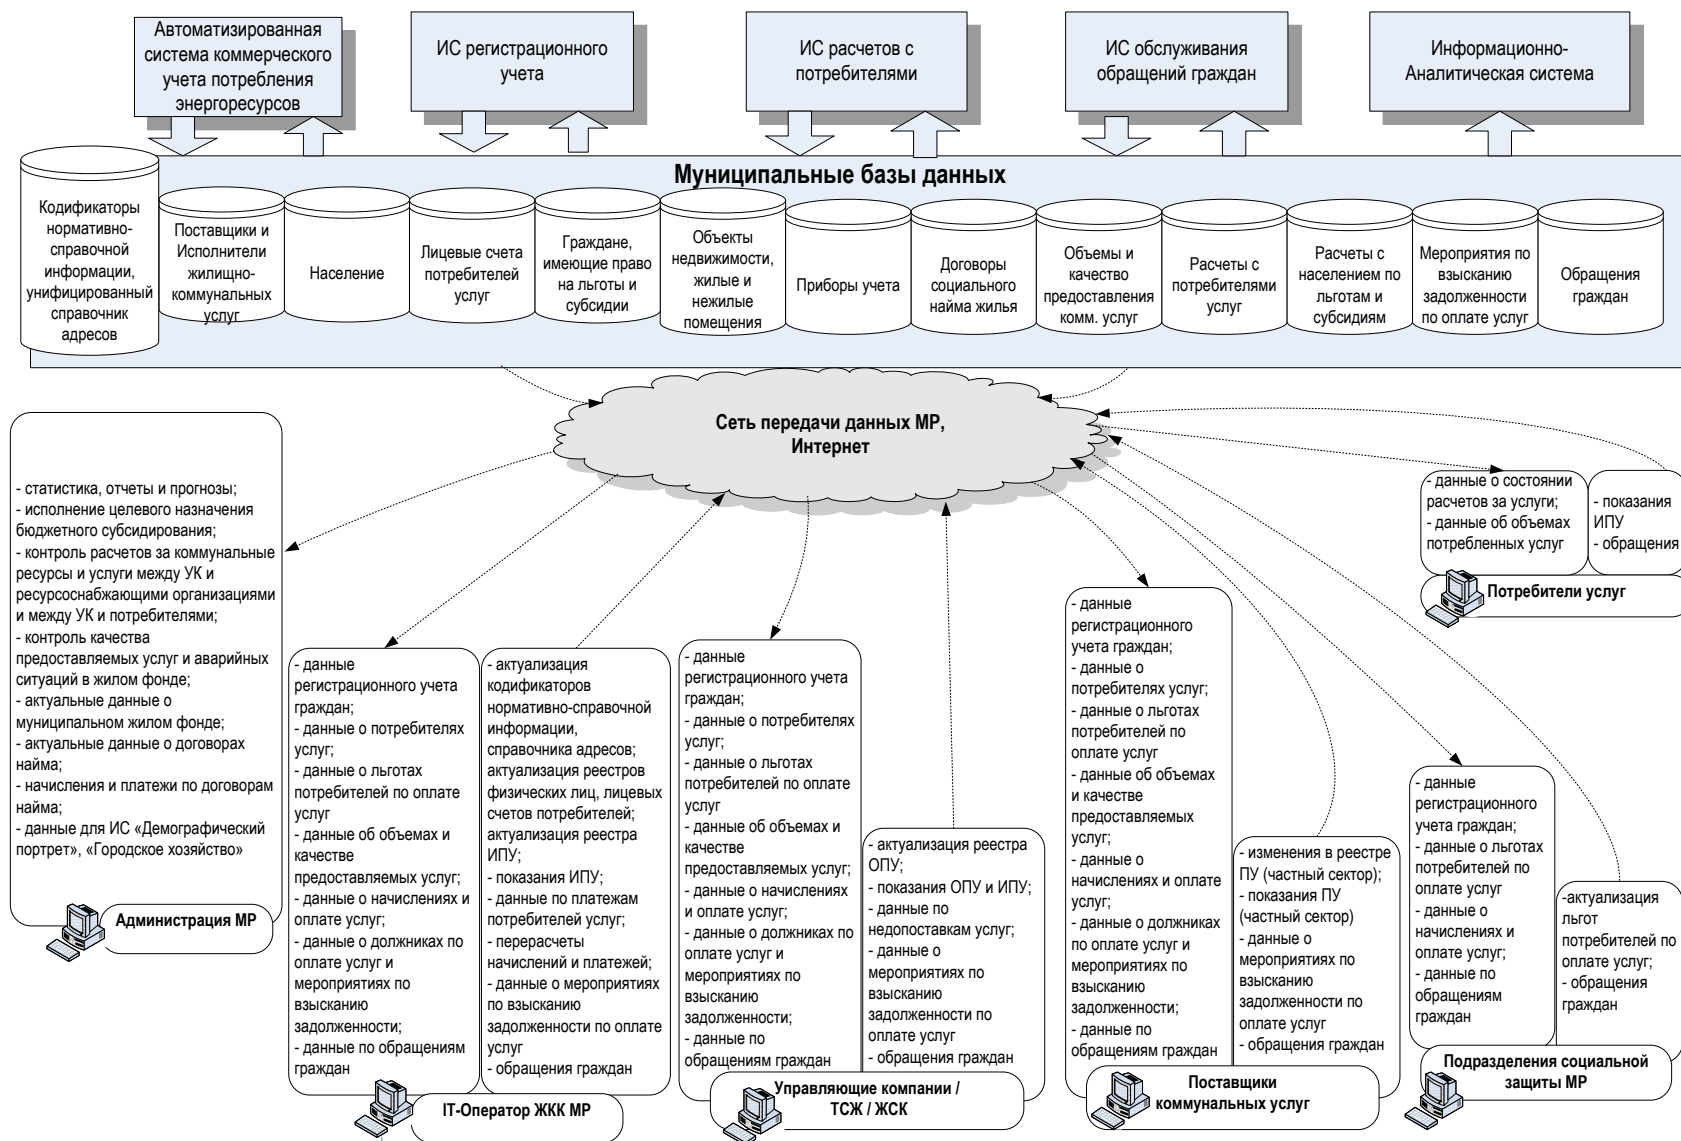 Автоматизированная
система коммерческого
учета потребления
энергоресурсов
ИС регистрационного
учета
ИС расчетов с
потребителями
ИС обслуживания
обращений граждан
Информационно-
Аналитическая система
Муниципальные базы данных
Кодификаторы
нормативно-
справочной
информации,
унифицированный
справочник
адресов
Поставщики и
Исполнители
жилищно-
коммунальных
услуг
Население
Лицевые счета
потребителей
услуг
Граждане,
имеющие право
на льготы и
субсидии
Объекты
недвижимости,
жилые и
нежилые
помещения
Приборы учета
Договоры
социального
найма жилья
Объемы и
качество
предоставления
комм. услуг
Расчеты с
потребителями
услуг
Расчеты с
населением по
льготам и
субсидиям
Мероприятия по
взысканию
задолженности
по оплате услуг
Обращения
граждан
Сеть передачи данных МР,
Интернет
- статистика, отчеты и прогнозы;
- исполнение целевого назначения
бюджетного субсидирования;
- контроль расчетов за коммунальные
ресурсы и услуги между УК и
ресурсоснабжающими организациями
и между УК и потребителями;
- контроль качества
предоставляемых услуг и аварийных
ситуаций в жилом фонде;
- актуальные данные о
муниципальном жилом фонде;
- актуальные данные о договорах
найма;
- начисления и платежи по договорам
найма;
- данные для ИС «Демографический
портрет», «Городское хозяйство»
Администрация МР
- данные
регистрационного учета
граждан;
- данные о потребителях
услуг;
- данные о льготах
потребителей по оплате
услуг
- данные об объемах и
качестве
предоставляемых услуг;
- данные о начислениях и
оплате услуг;
- данные о должниках по
оплате услуг и
мероприятиях по
взысканию
задолженности;
- данные по обращениям
граждан
- актуализация
кодификаторов
нормативно-справочной
информации,
справочника адресов;
актуализация реестров
физических лиц, лицевых
счетов потребителей;
актуализация реестра
ИПУ;
- показания ИПУ;
- данные по платежам
потребителей услуг;
- перерасчеты
начислений и платежей;
- данные о мероприятиях
по взысканию
задолженности по оплате
услуг
- обращения граждан
IT-Оператор ЖКК МР
- данные
регистрационного учета
граждан;
- данные о потребителях
услуг;
- данные о льготах
потребителей по оплате
услуг
- данные об объемах и
качестве
предоставляемых услуг;
- данные о начислениях
и оплате услуг;
- данные о должниках по
оплате услуг и
мероприятиях по
взысканию
задолженности;
- данные по
обращениям граждан
- актуализация реестра
ОПУ;
- показания ОПУ и ИПУ;
- данные по
недопоставкам услуг;
- данные о
мероприятиях по
взысканию
задолженности по
оплате услуг
- обращения граждан
Управляющие компании /
ТСЖ / ЖСК
- данные
регистрационного
учета граждан;
- данные о
потребителях услуг;
- данные о льготах
потребителей по
оплате услуг
- данные об объемах
и качестве
предоставляемых
услуг;
- данные о
начислениях и оплате
услуг;
- данные о должниках
по оплате услуг и
мероприятиях по
взысканию
задолженности;
- данные по
обращениям граждан
- изменения в реестре
ПУ (частный сектор);
- показания ПУ
(частный сектор)
- данные о
мероприятиях по
взысканию
задолженности по
оплате услуг
- обращения граждан
Поставщики
коммунальных услуг
- данные
регистрационного
учета граждан;
- данные о льготах
потребителей по
оплате услуг
- данные о
начислениях и
оплате услуг;
- данные по
обращениям
граждан
-актуализация
льгот
потребителей по
оплате услуг;
- обращения
граждан
Подразделения социальной
защиты МР
- данные о состоянии
расчетов за услуги;
- данные об объемах
потребленных услуг
- показания
ИПУ
- обращения
Потребители услуг